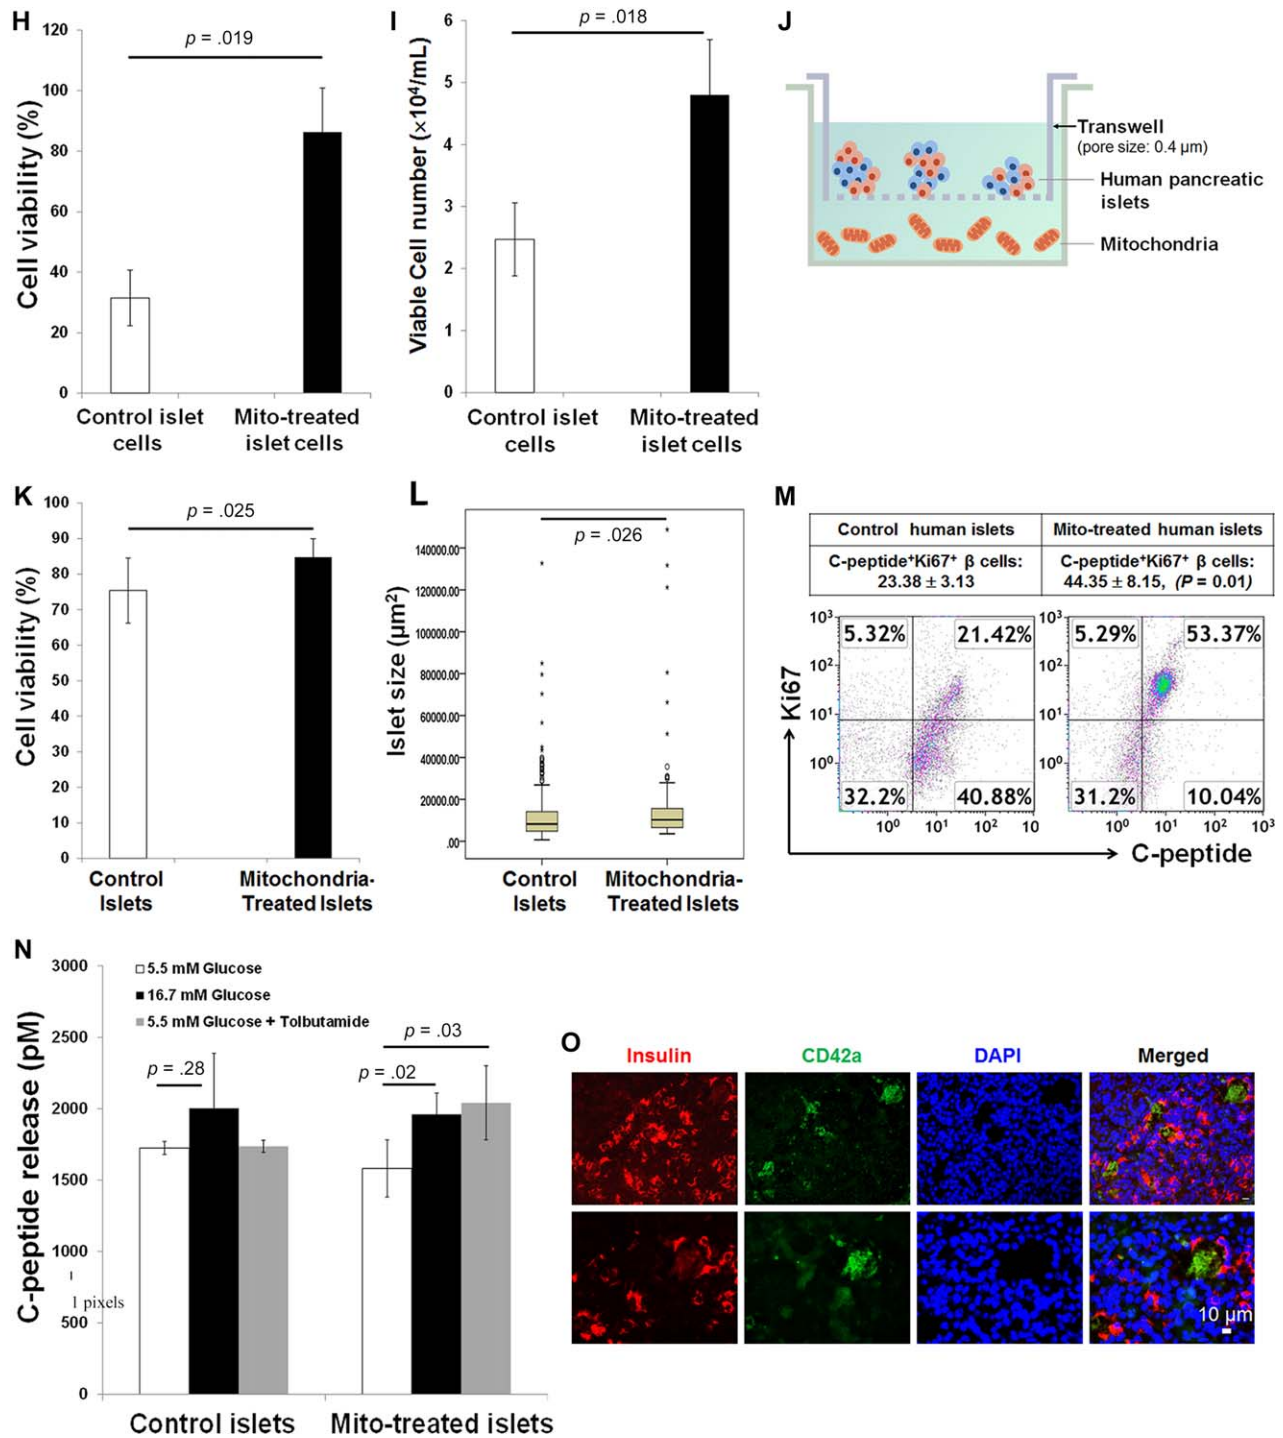 H
120
100
80
60
40
20
0
Cell viability (%)
p = .019
Control islet
cells
Mito-treated
islet cells
I
6
5
4
3
2
1
0
Viable Cell number (×10⁴/mL)
p = .018
Control islet
cells
Mito-treated
islet cells
J
Transwell
(pore size: 0.4 µm)
Human pancreatic
islets
Mitochondria
K
100
90
80
70
60
50
40
30
20
10
0
Cell viability (%)
p = .025
Control
Islets
Mitochondria-
Treated Islets
L
140000.00
120000.00
100000.00
80000.00
60000.00
40000.00
20000.00
.00
Islet size (µm²)
p = .026
Control
Islets
Mitochondria-
Treated Islets
M
Control human islets
Mito-treated human islets
C-peptide⁺Ki67⁺ β cells:
23.38 ± 3.13
C-peptide⁺Ki67⁺ β cells:
44.35 ± 8.15, (P = 0.01)
Ki67
10³
10²
10¹
10⁰
5.32%
21.42%
32.2%
40.88%
10⁰ 10¹ 10² 10
10³
10²
10¹
10⁰
5.29%
53.37%
31.2%
10.04%
10⁰ 10¹ 10² 10³
C-peptide
N
3000
2500
2000
1500
1000
500
0
C-peptide release (pM)
1 pixels
5.5 mM Glucose
16.7 mM Glucose
5.5 mM Glucose + Tolbutamide
p = .28
p = .03
p = .02
Control islets
Mito-treated islets
O
Insulin
CD42a
DAPI
Merged
10 µm